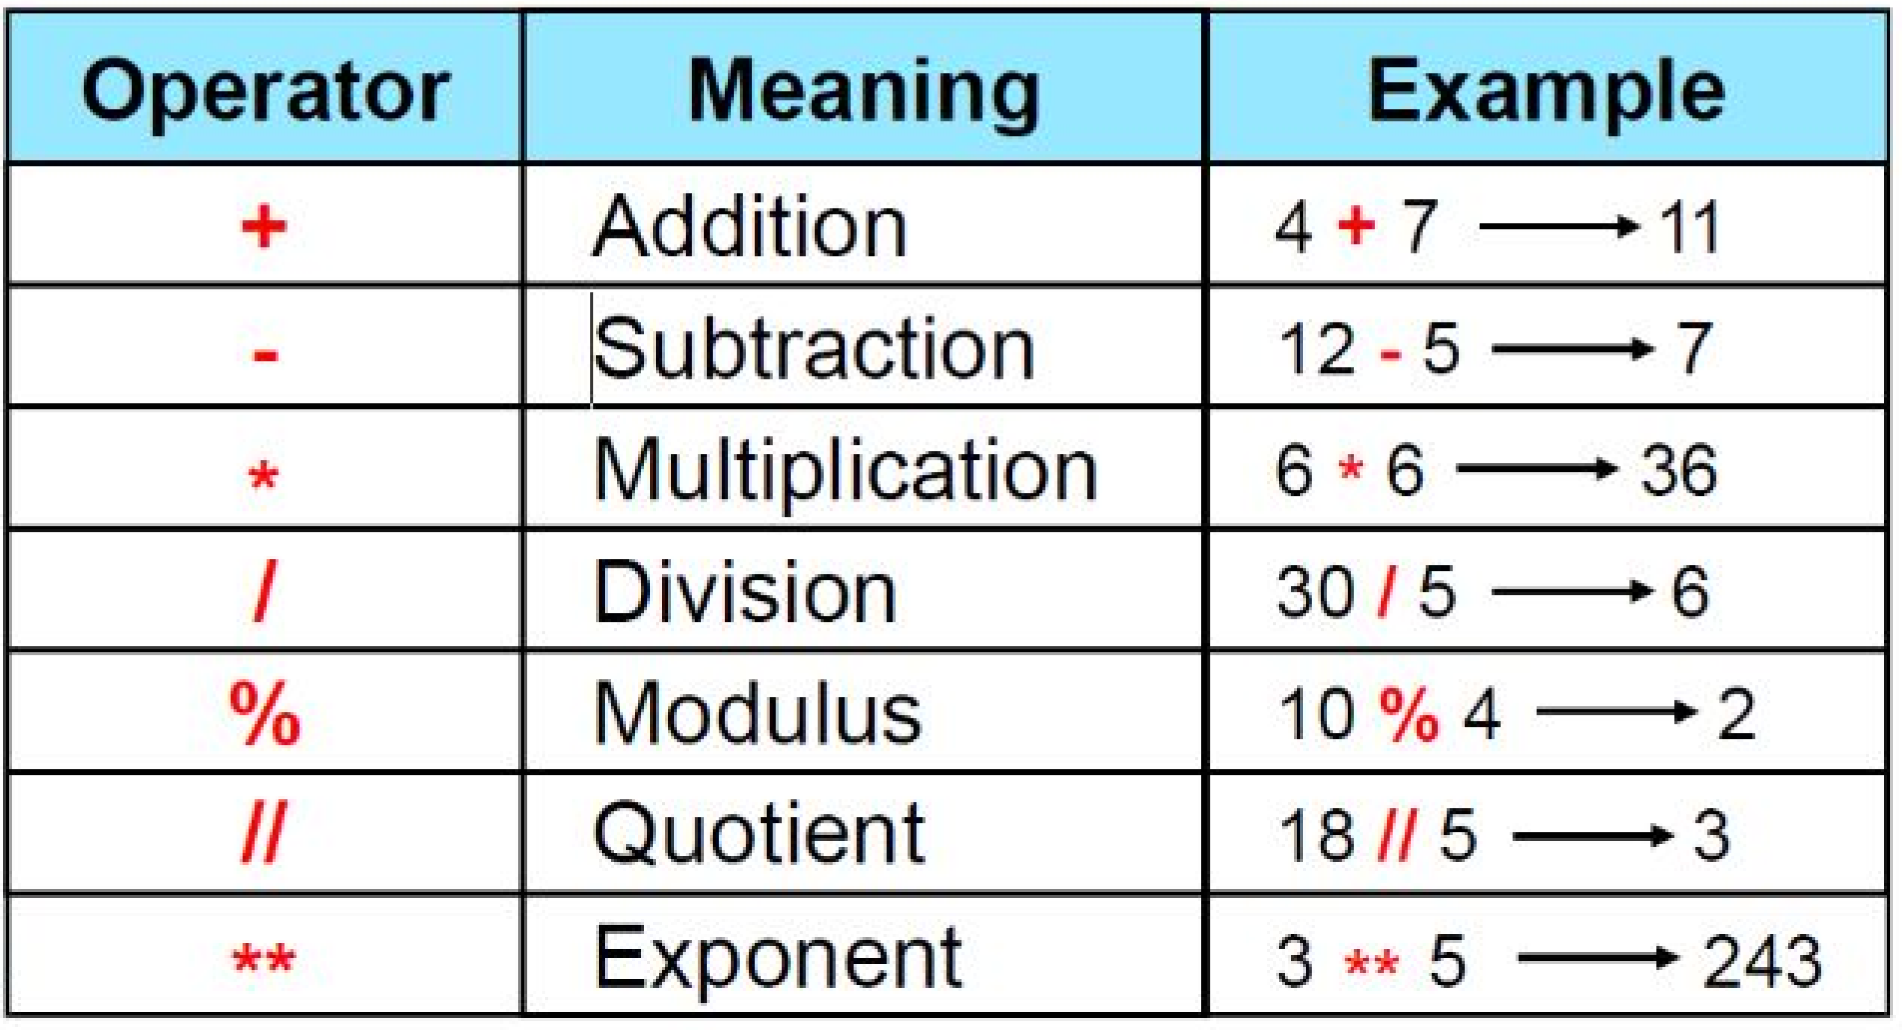 Operator Meaning Example
+ Addition 4 + 7 ⟶ 11
- Subtraction 12 - 5 ⟶ 7
* Multiplication 6 * 6 ⟶ 36
/ Division 30 / 5 ⟶ 6
% Modulus 10 % 4 ⟶ 2
// Quotient 18 // 5 ⟶ 3
** Exponent 3 ** 5 ⟶ 243